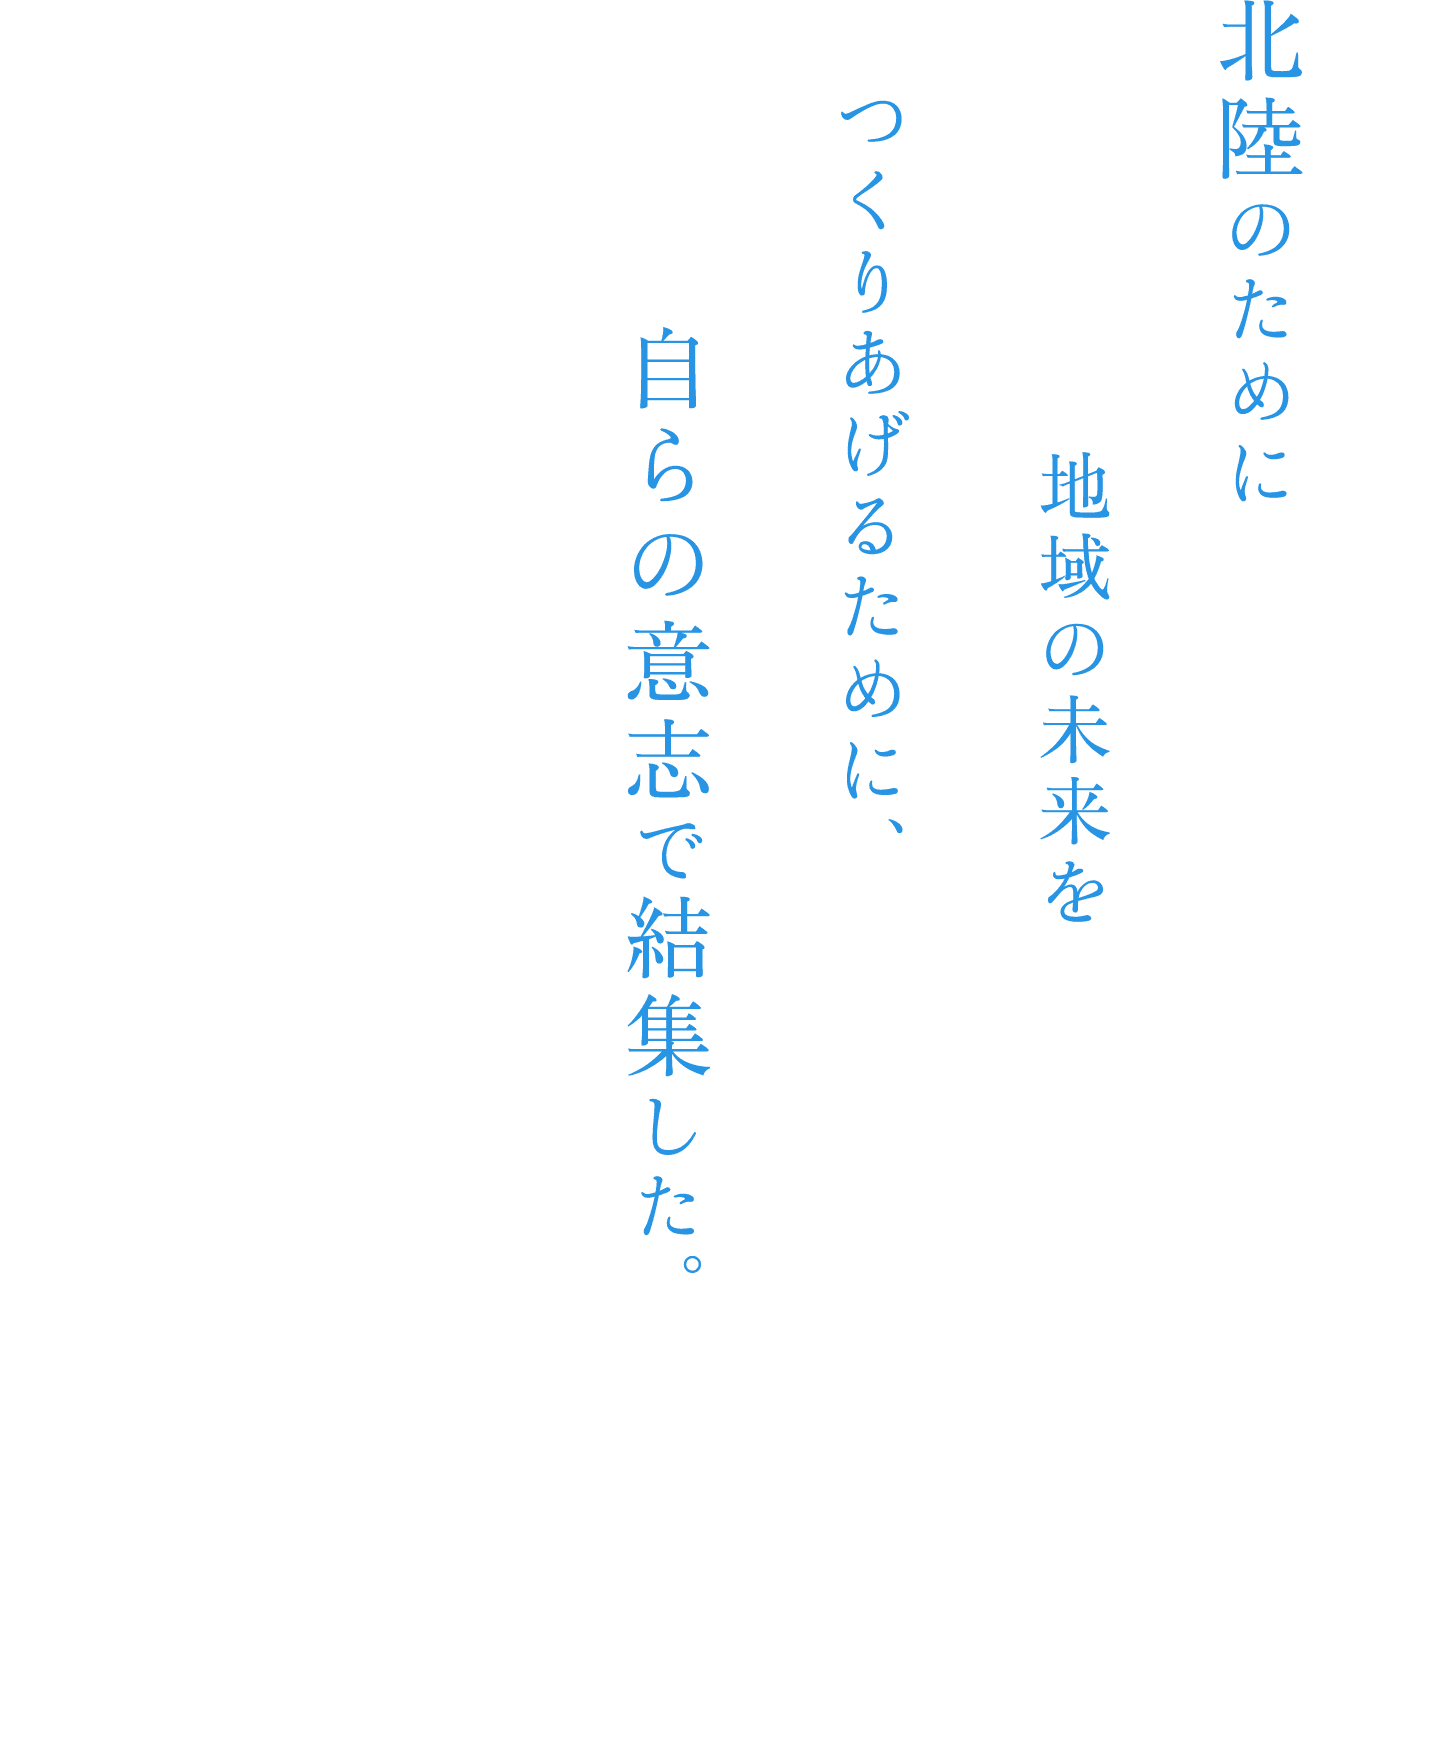 北陸のために
地域の未来を
つくりあげるために、
自らの意志で結集した。